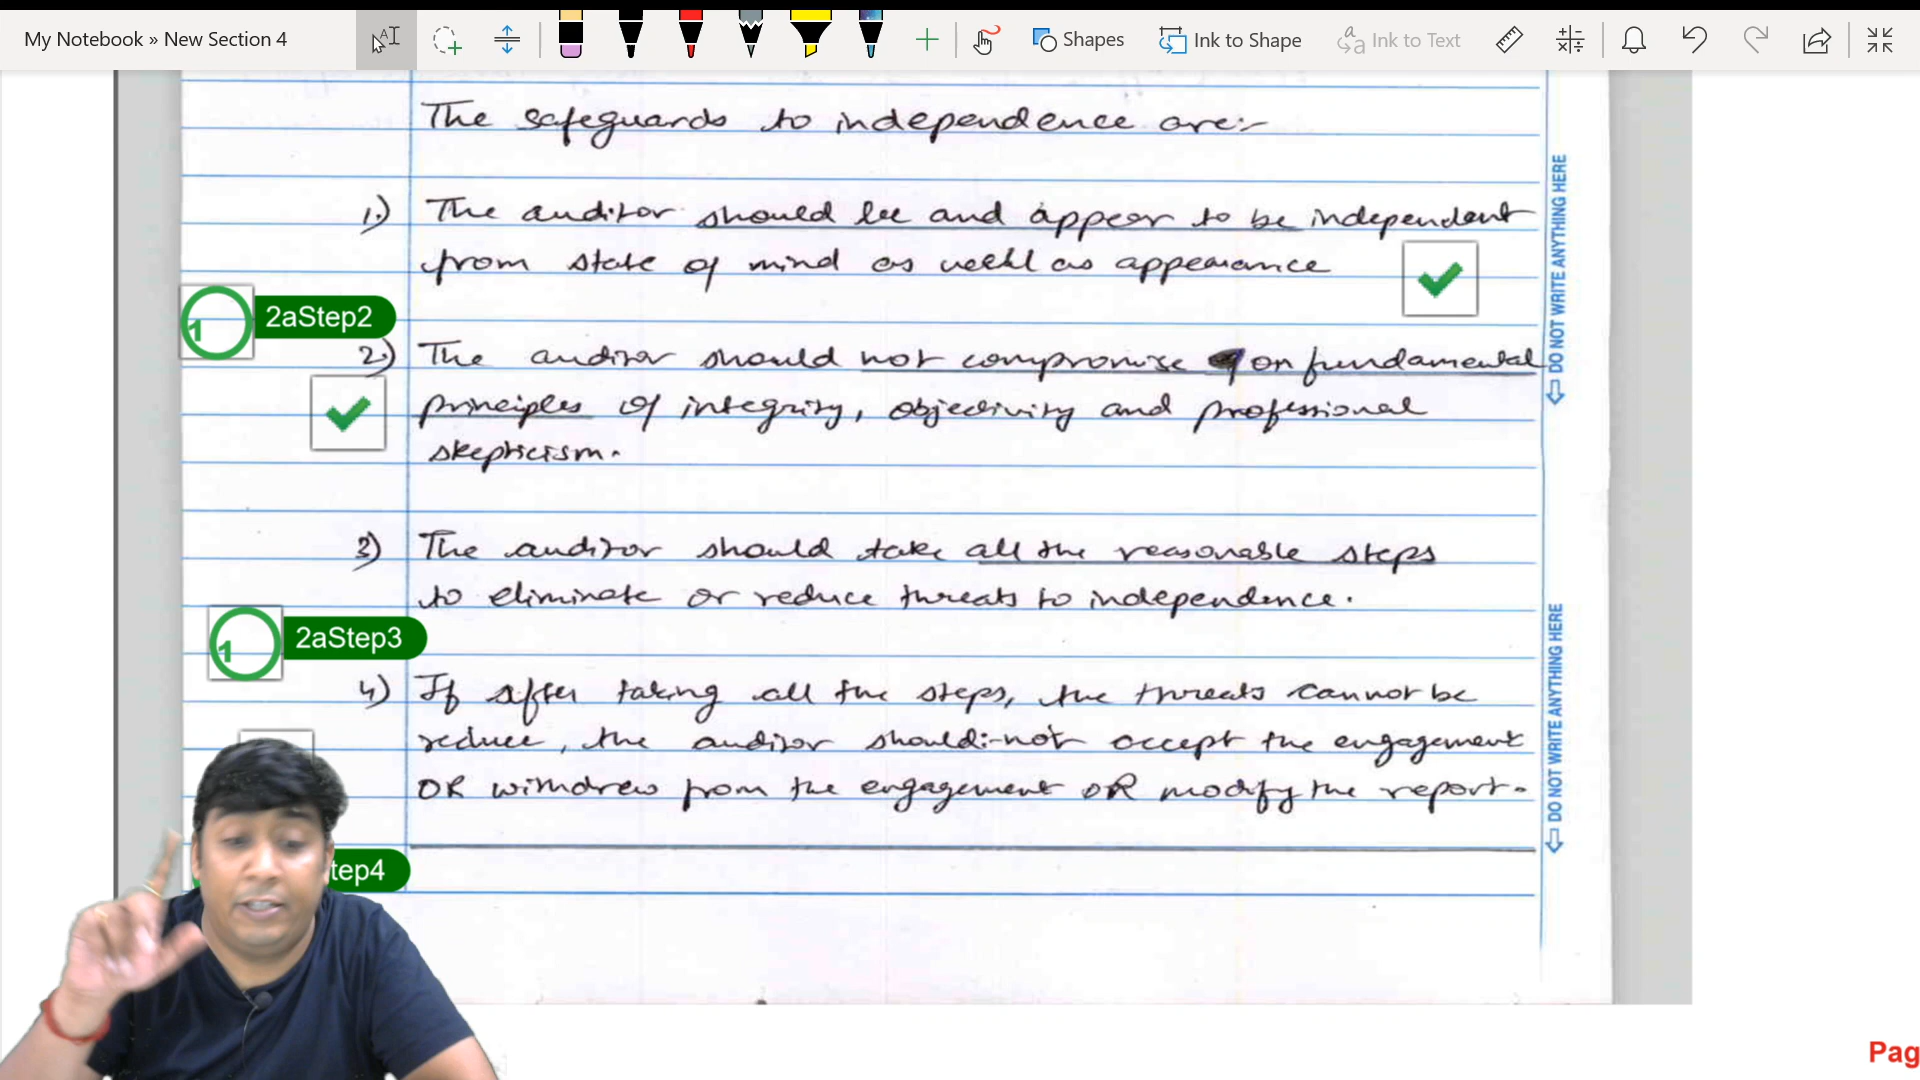 My Notebook » New Section 4
Shapes
Ink to Shape
Ink to Text
The safeguards to independence are:-
1.) The auditor should be and appear to be independent
from state of mind as well as appearance
1 2aStep2
2.) The auditor should not compromise on fundamental
principles of integrity, objectivity and professional
skepticism.
3) The auditor should take all the reasonable steps
to eliminate or reduce threats to independence.
1 2aStep3
4) If after taking all the steps, the threats cannot be
reduce, the auditor should:-not accept the engagement
OR withdrew from the engagement OR modify the report.
tep4
DO NOT WRITE ANYTHING HERE
DO NOT WRITE ANYTHING HERE
Pag